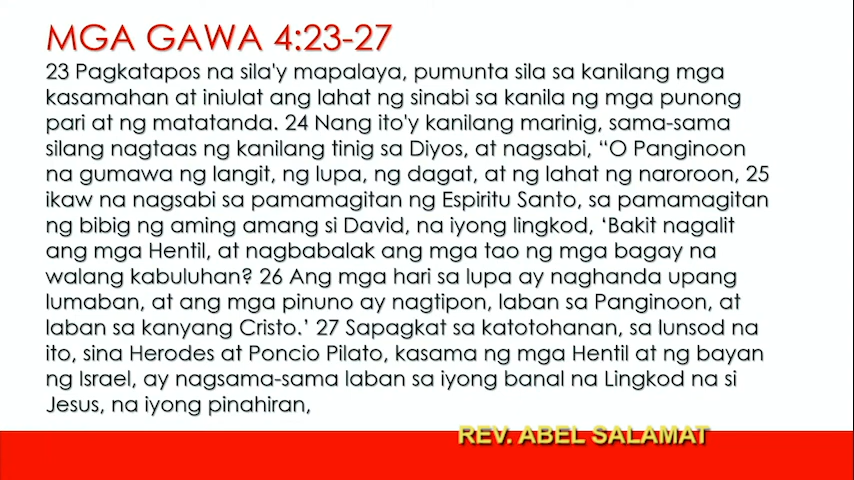 MGA GAWA 4:23-27
23 Pagkatapos na sila'y mapalaya, pumunta sila sa kanilang mga
kasamahan at iniulat ang lahat ng sinabi sa kanila ng mga punong
pari at ng matatanda. 24 Nang ito'y kanilang marinig, sama-sama
silang nagtaas ng kanilang tinig sa Diyos, at nagsabi, “O Panginoon
na gumawa ng langit, ng lupa, ng dagat, at ng lahat ng naroroon, 25
ikaw na nagsabi sa pamamagitan ng Espiritu Santo, sa pamamagitan
ng bibig ng aming amang si David, na iyong lingkod, ‘Bakit nagalit
ang mga Hentil, at nagbabalak ang mga tao ng mga bagay na
walang kabuluhan? 26 Ang mga hari sa lupa ay naghanda upang
lumaban, at ang mga pinuno ay nagtipon, laban sa Panginoon, at
laban sa kanyang Cristo.’ 27 Sapagkat sa katotohanan, sa lunsod na
ito, sina Herodes at Poncio Pilato, kasama ng mga Hentil at ng bayan
ng Israel, ay nagsama-sama laban sa iyong banal na Lingkod na si
Jesus, na iyong pinahiran,
REV. ABEL SALAMAT